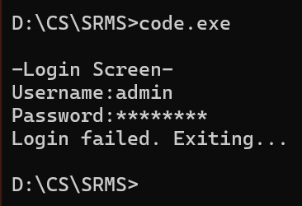 D:\CS\SRMS>code.exe
-Login Screen-
Username:admin
Password:********
Login failed. Exiting...
D:\CS\SRMS>